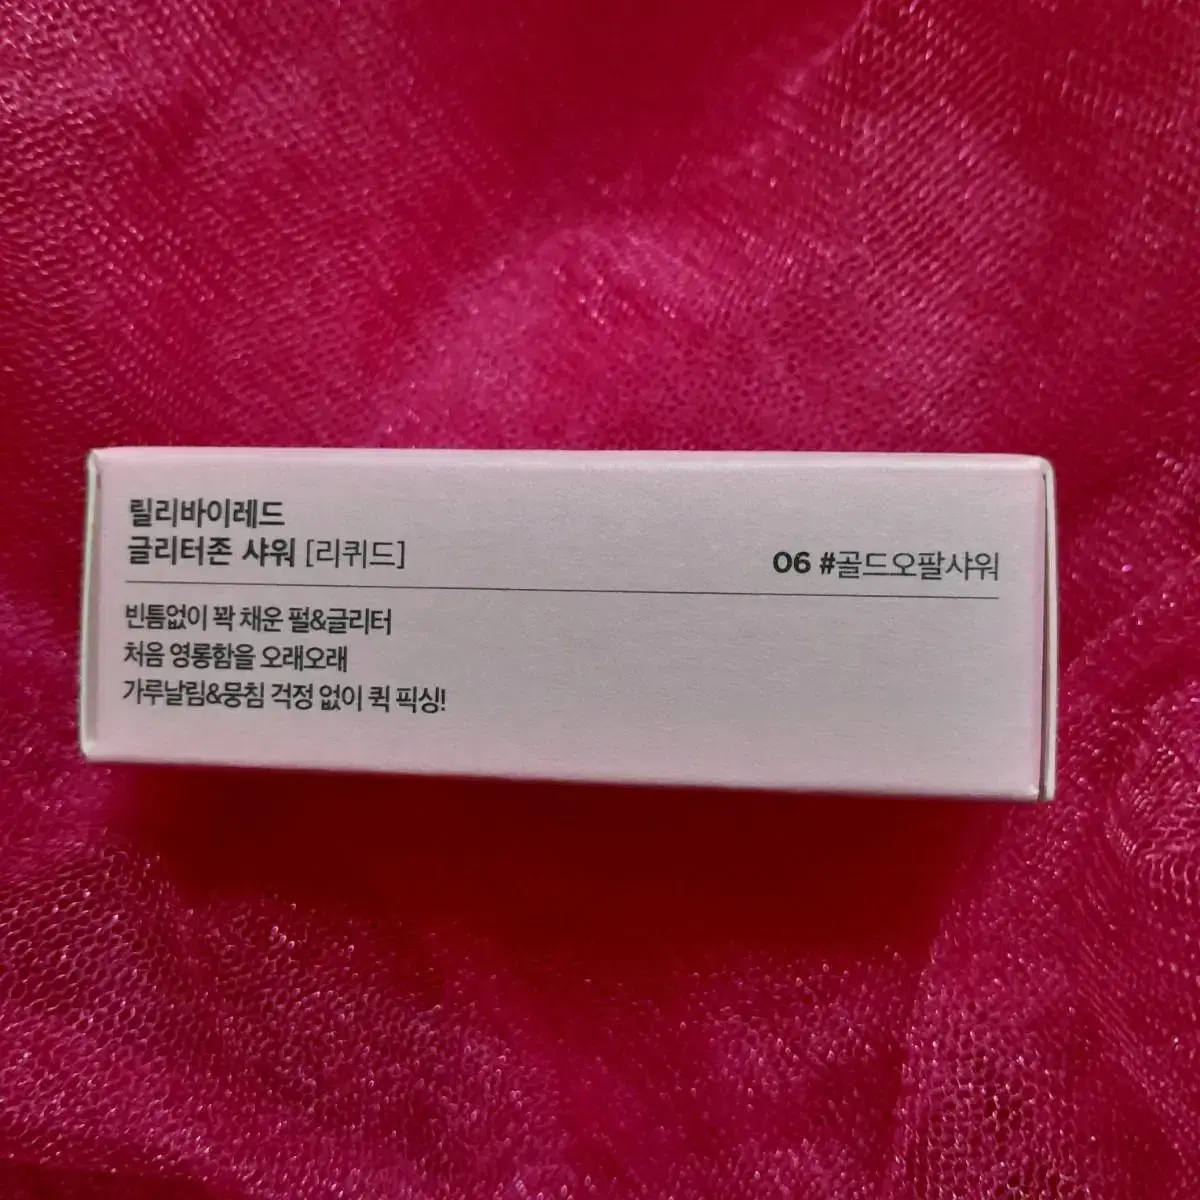 릴리바이레드
글리터존 샤워 [리퀴드]
06 #골드오팔샤워
빈틈없이 꽉 채운 펄&글리터
처음 영롱함을 오래오래
가루날림&뭉침 걱정 없이 퀵 픽싱!